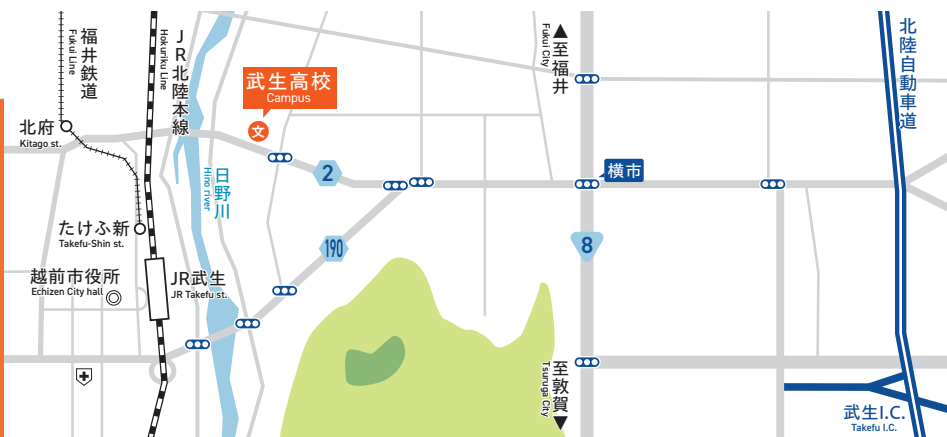 福井鉄道
Fukui Line
JR北陸本線
Hokuriku Line
武生高校
Campus
文
▲至福井
Fukui City
北陸自動車道
北府
Kitago st.
日野川
Hino river
2
横市
たけふ新
Takefu-Shin st.
190
8
越前市役所
Echizen City hall
JR武生
JR Takefu st.
至敦賀▼
Tsuruga City
武生I.C.
Takefu I.C.